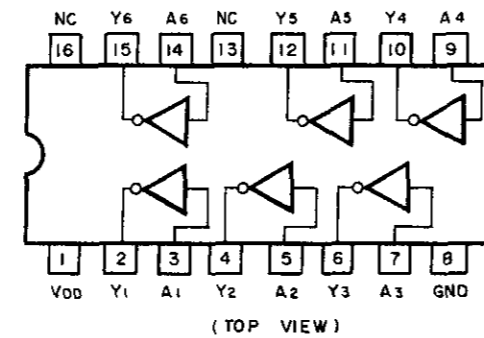 NC Y6 A6 NC Y5 A5 Y4 A4
16 15 14 13 12 11 10 9
1 2 3 4 5 6 7 8
VDD Y1 A1 Y2 A2 Y3 A3 GND
(TOP VIEW)